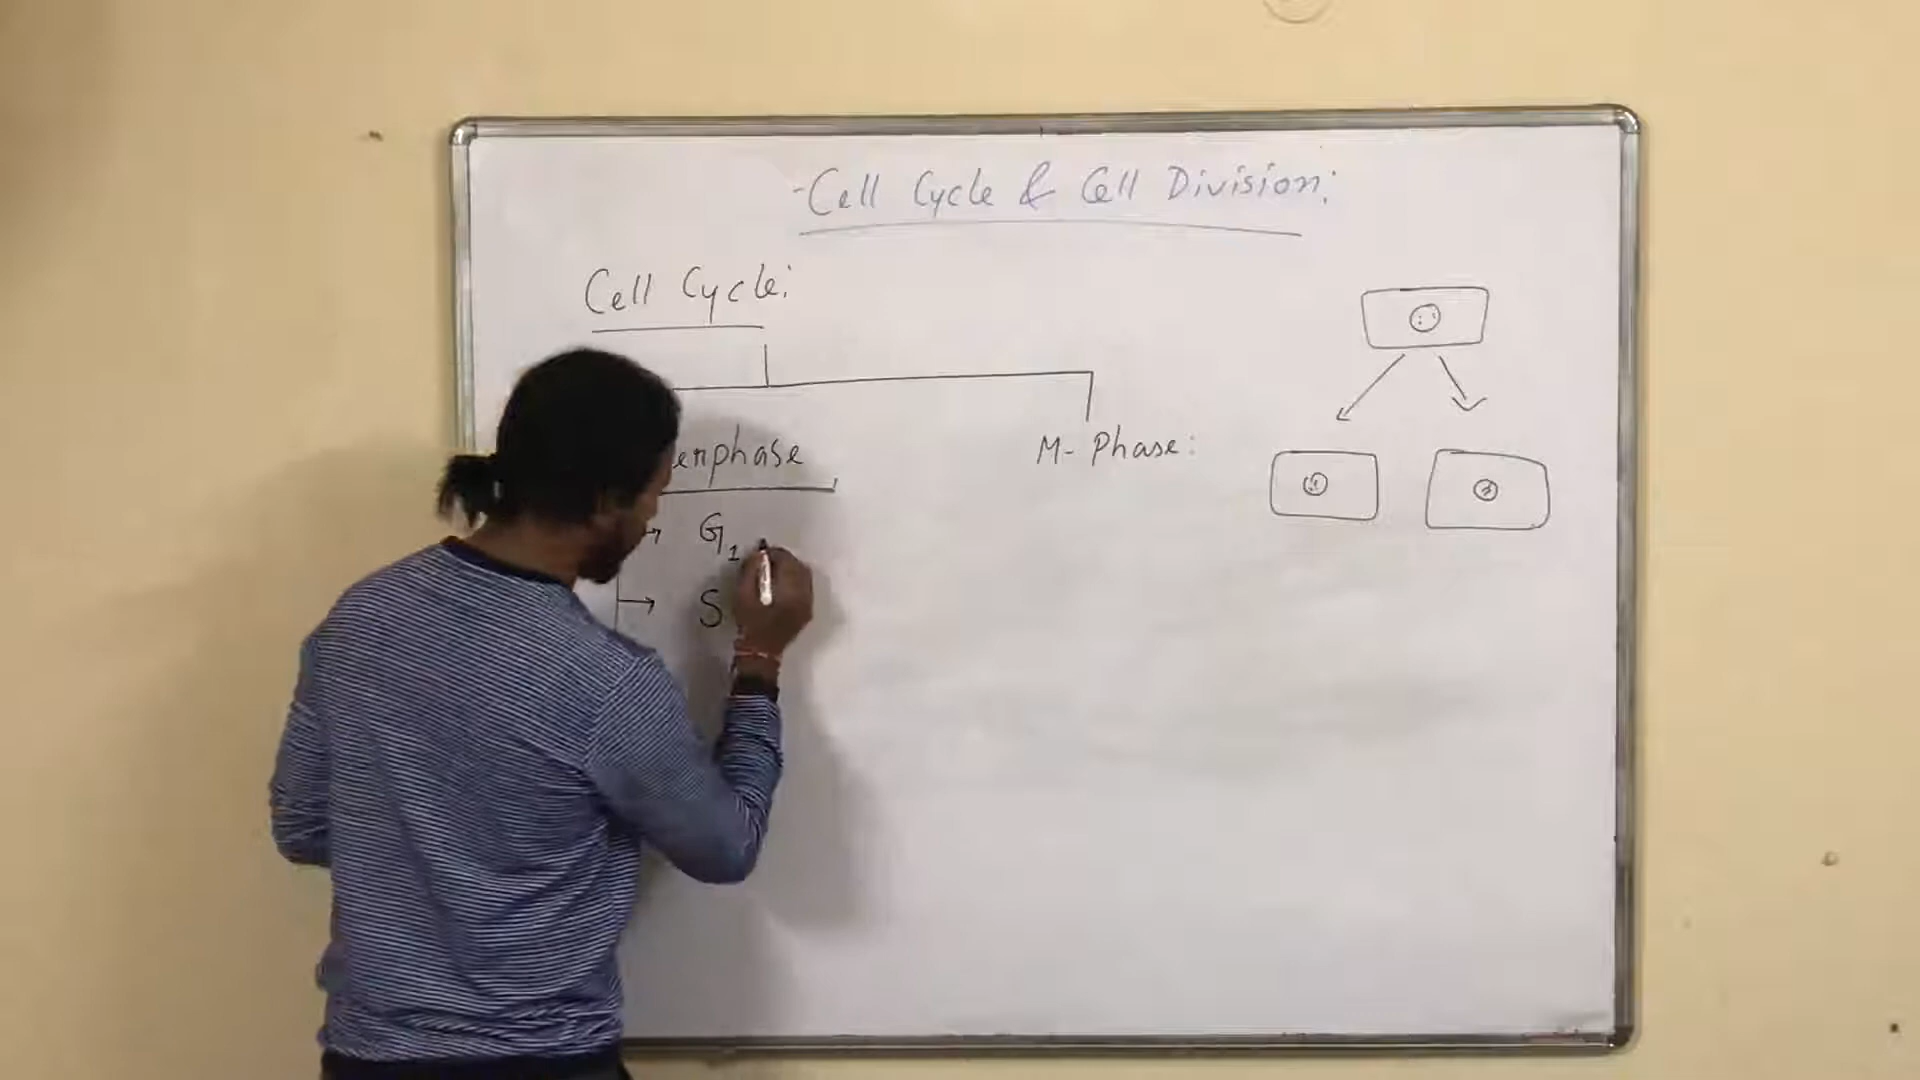 -Cell Cycle & Cell Division:
Cell Cycle:
erphase
M- Phase:
→ G1
→ S